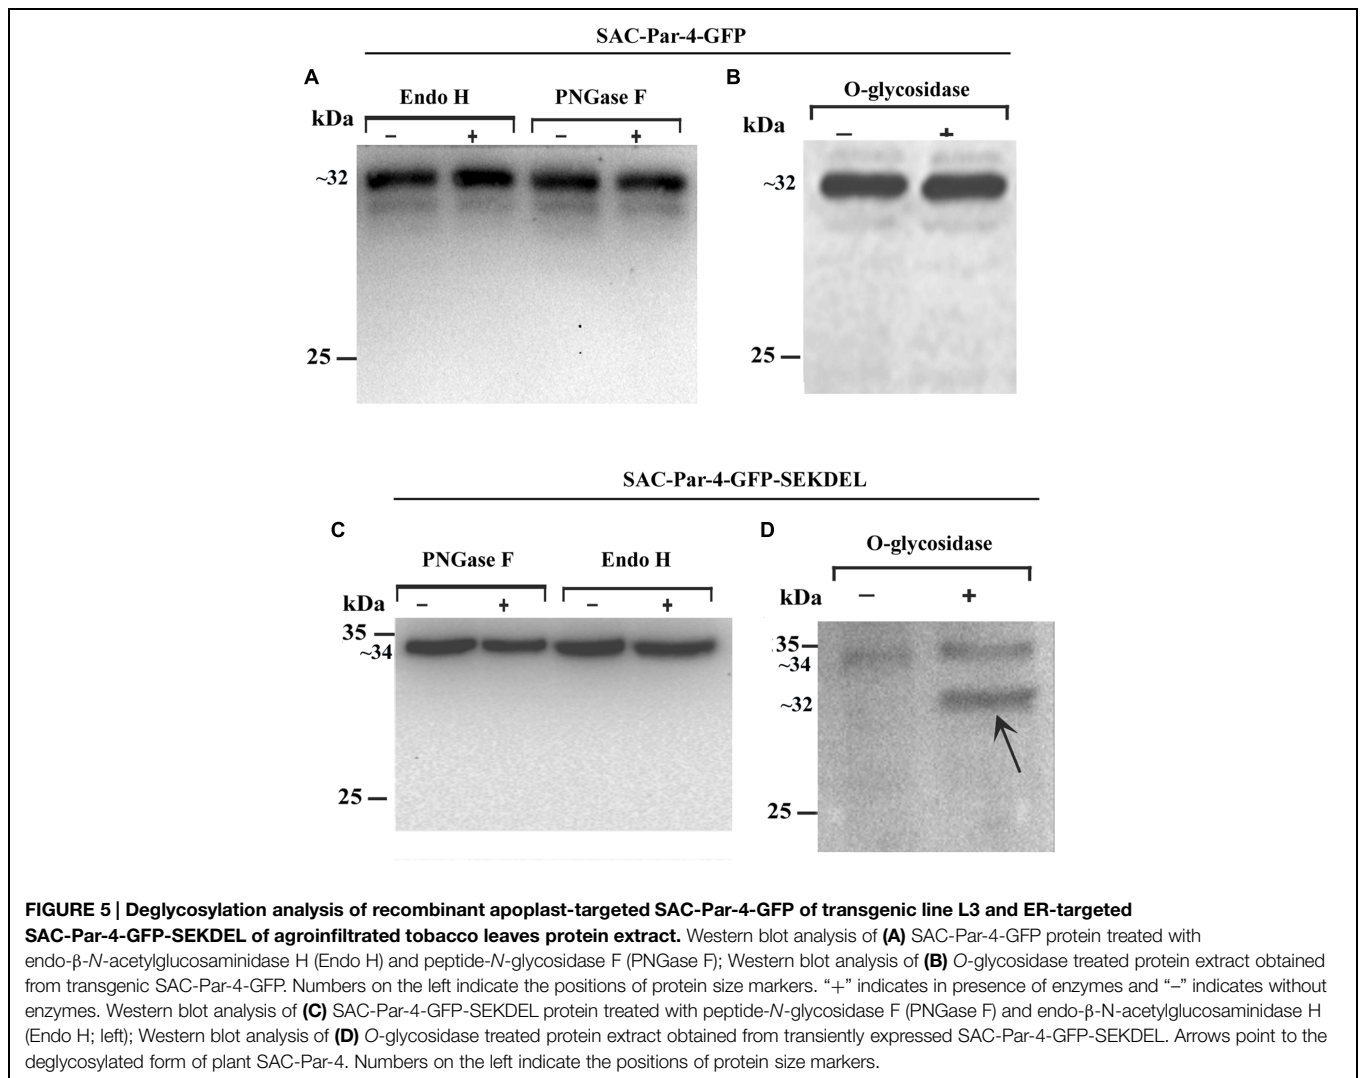 SAC-Par-4-GFP
A
B
Endo H
PNGase F
O-glycosidase
kDa
kDa
– + – +
– +
~32
~32
25
25
SAC-Par-4-GFP-SEKDEL
C
D
PNGase F
Endo H
O-glycosidase
kDa
kDa
– + – +
– +
35
~34
35
~34
~32
25
25
FIGURE 5 | Deglycosylation analysis of recombinant apoplast-targeted SAC-Par-4-GFP of transgenic line L3 and ER-targeted
SAC-Par-4-GFP-SEKDEL of agroinfiltrated tobacco leaves protein extract. Western blot analysis of (A) SAC-Par-4-GFP protein treated with
endo-β-N-acetylglucosaminidase H (Endo H) and peptide-N-glycosidase F (PNGase F); Western blot analysis of (B) O-glycosidase treated protein extract obtained
from transgenic SAC-Par-4-GFP. Numbers on the left indicate the positions of protein size markers. “+” indicates in presence of enzymes and “–” indicates without
enzymes. Western blot analysis of (C) SAC-Par-4-GFP-SEKDEL protein treated with peptide-N-glycosidase F (PNGase F) and endo-β-N-acetylglucosaminidase H
(Endo H; left); Western blot analysis of (D) O-glycosidase treated protein extract obtained from transiently expressed SAC-Par-4-GFP-SEKDEL. Arrows point to the
deglycosylated form of plant SAC-Par-4. Numbers on the left indicate the positions of protein size markers.